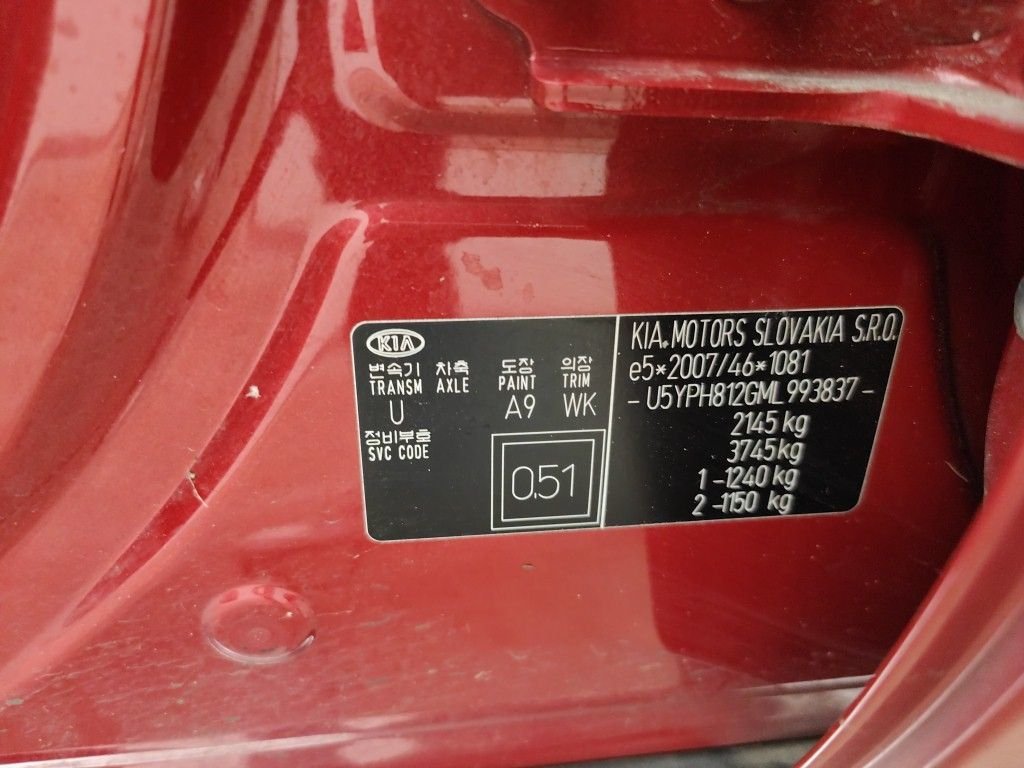 KIA
변속기 차축 도장 의장
TRANSM AXLE PAINT TRIM
U A9 WK
정비부호
SVC CODE
0.51
KIA MOTORS SLOVAKIA S.R.O.
e5*2007/46*1081
- U5YPH812GML993837 -
2145 kg
3745 kg
1 - 1240 kg
2 - 1150 kg